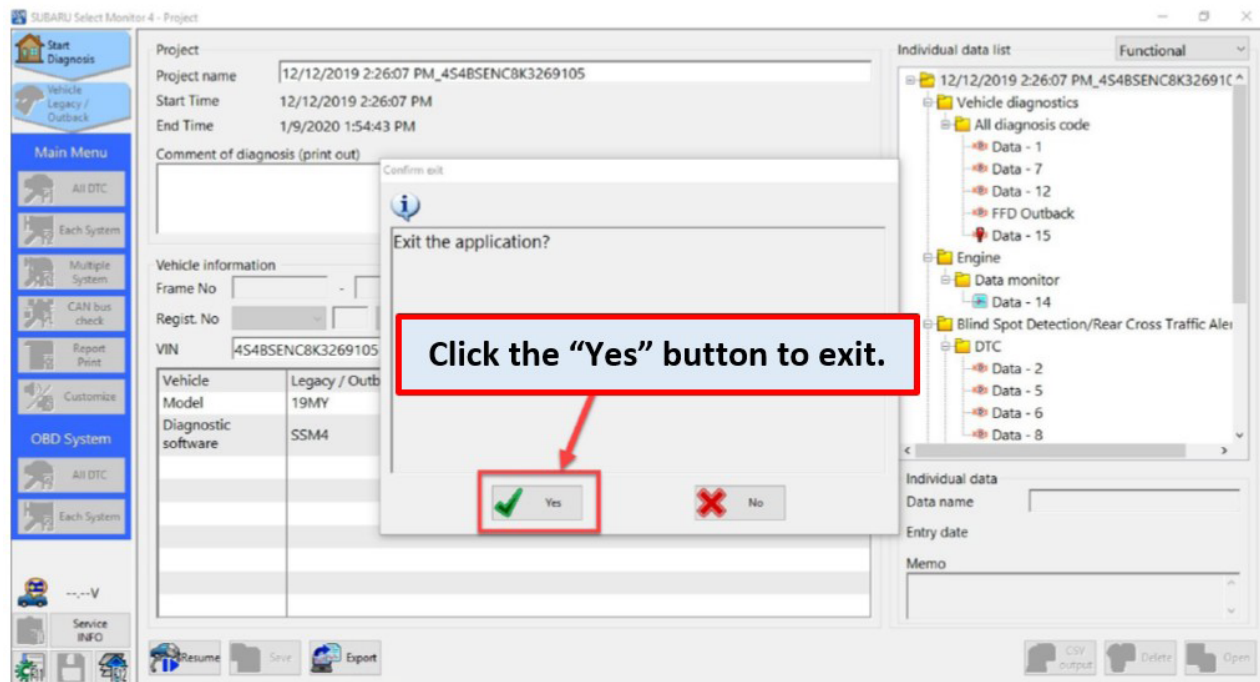 SUBARU Select Monitor 4 - Project
Start
Diagnosis
Vehicle
Legacy /
Outback
Main Menu
All DTC
Each System
Multiple
System
CAN bus
check
Report
Print
Customize
OBD System
All DTC
Each System
--.--V
Service
INFO
F11
F12
Project
Project name 12/12/2019 2:26:07 PM_4S4BSENC8K3269105
Start Time 12/12/2019 2:26:07 PM
End Time 1/9/2020 1:54:43 PM
Comment of diagnosis (print out)
Vehicle information
Frame No -
Regist. No
VIN 4S4BSENC8K3269105
Vehicle Legacy / Outb
Model 19MY
Diagnostic
software SSM4
Resume
Save
Export
Confirm exit
Exit the application?
Click the “Yes” button to exit.
Yes
No
Individual data list Functional
12/12/2019 2:26:07 PM_4S4BSENC8K32691C
Vehicle diagnostics
All diagnosis code
Data - 1
Data - 7
Data - 12
FFD Outback
Data - 15
Engine
Data monitor
Data - 14
Blind Spot Detection/Rear Cross Traffic Aler
DTC
Data - 2
Data - 5
Data - 6
Data - 8
Individual data
Data name
Entry date
Memo
CSV
output
Delete
Open